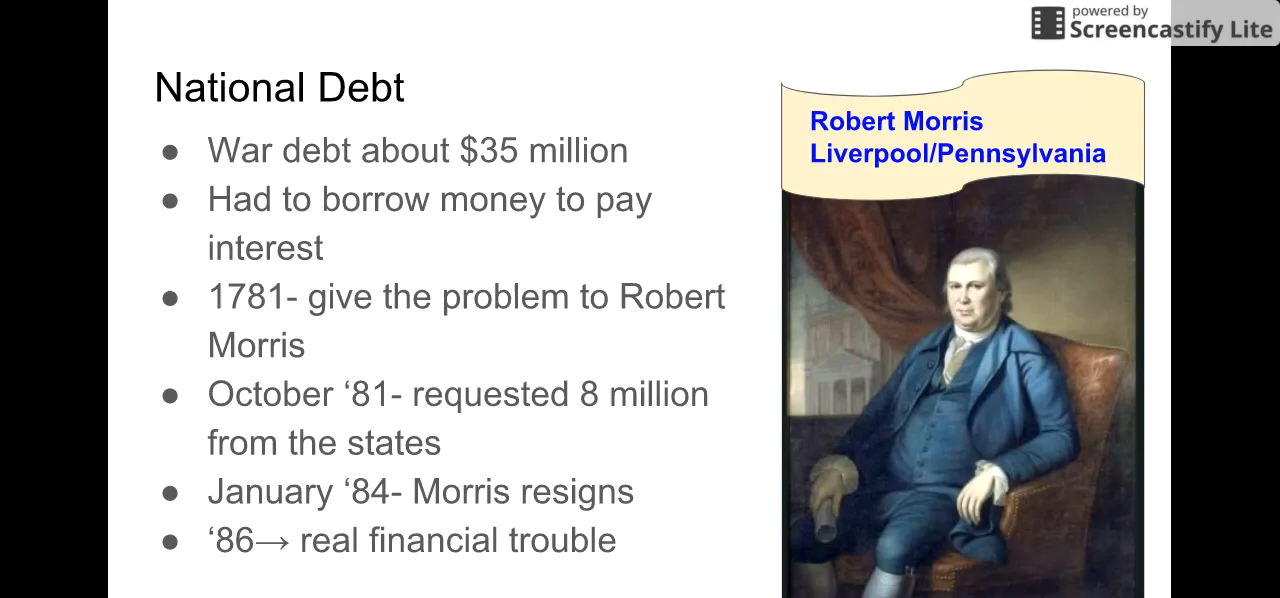 powered by
Screencastify Lite
National Debt
Robert Morris
Liverpool/Pennsylvania
● War debt about $35 million
● Had to borrow money to pay
interest
● 1781- give the problem to Robert
Morris
● October ‘81- requested 8 million
from the states
● January ‘84- Morris resigns
● ‘86→ real financial trouble